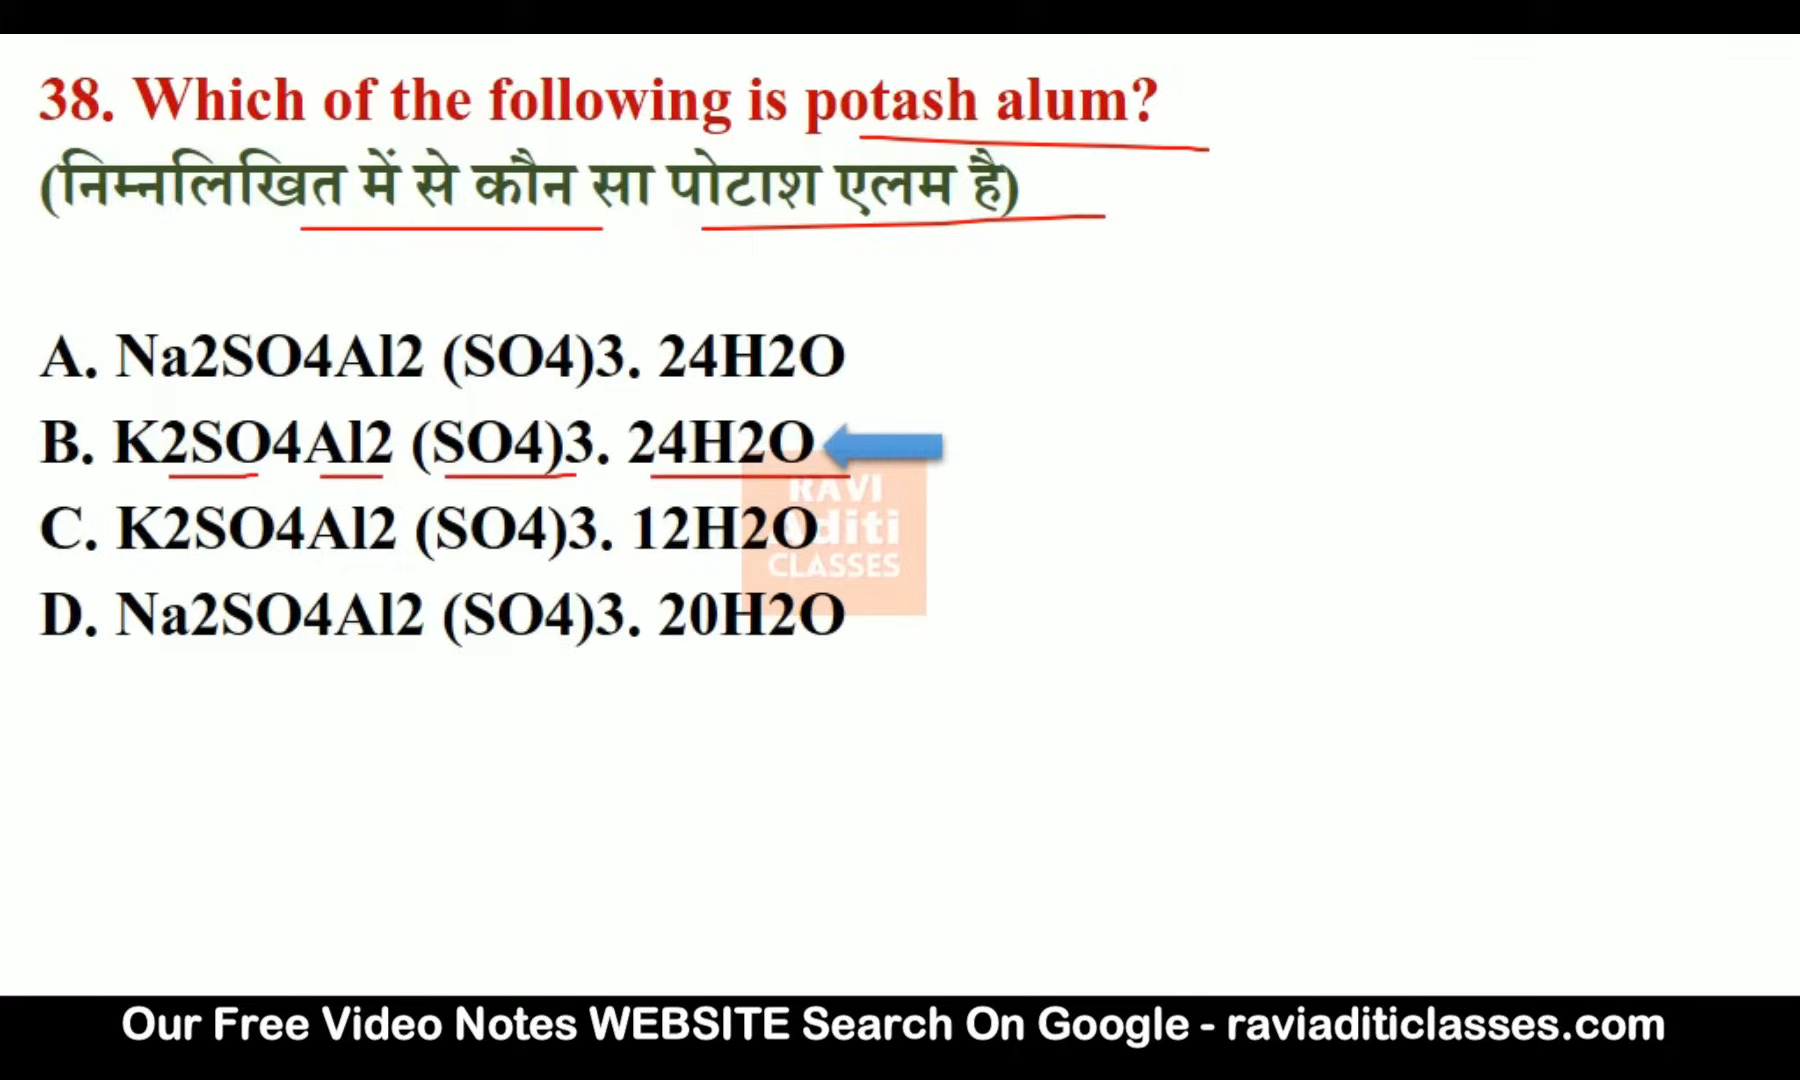 38. Which of the following is potash alum?
(निम्नलिखित में से कौन सा पोटाश एलम है)
A. Na2SO4Al2 (SO4)3. 24H2O
B. K2SO4Al2 (SO4)3. 24H2O
C. K2SO4Al2 (SO4)3. 12H2O
D. Na2SO4Al2 (SO4)3. 20H2O
RAVI
Aditi
CLASSES
Our Free Video Notes WEBSITE Search On Google - raviaditiclasses.com